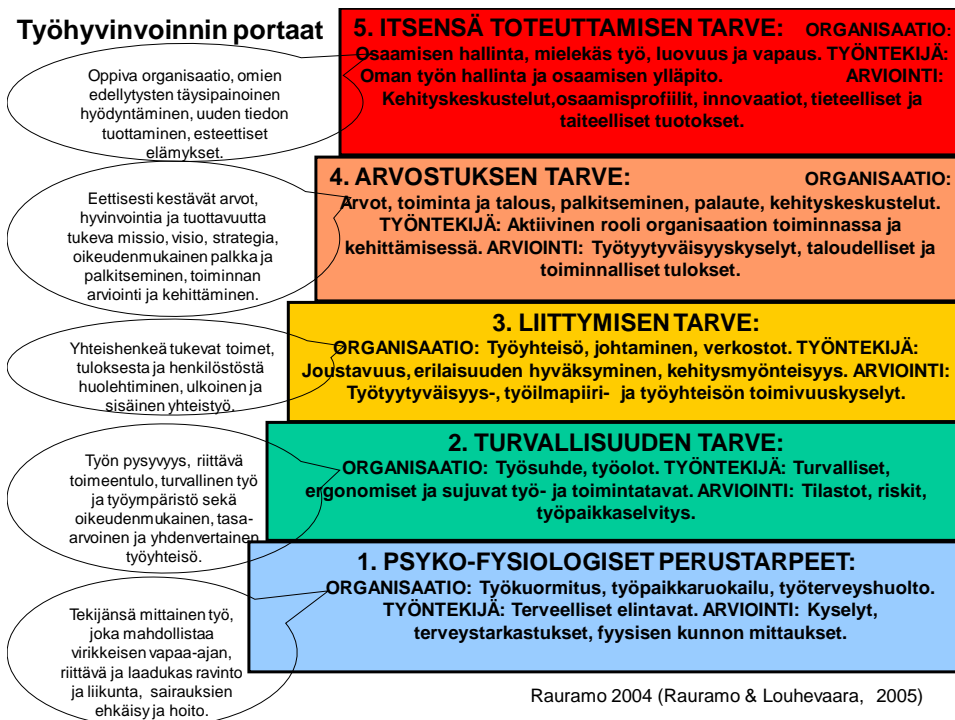 Työhyvinvoinnin portaat
5. ITSENSÄ TOTEUTTAMISEN TARVE: ORGANISAATIO:
Osaamisen hallinta, mielekäs työ, luovuus ja vapaus. TYÖNTEKIJÄ:
Oman työn hallinta ja osaamisen ylläpito. ARVIOINTI:
Kehityskeskustelut,osaamisprofiilit, innovaatiot, tieteelliset ja
taiteelliset tuotokset.
Oppiva organisaatio, omien
edellytysten täysipainoinen
hyödyntäminen, uuden tiedon
tuottaminen, esteettiset
elämykset.
4. ARVOSTUKSEN TARVE: ORGANISAATIO:
Arvot, toiminta ja talous, palkitseminen, palaute, kehityskeskustelut.
TYÖNTEKIJÄ: Aktiivinen rooli organisaation toiminnassa ja
kehittämisessä. ARVIOINTI: Työtyytyväisyyskyselyt, taloudelliset ja
toiminnalliset tulokset.
Eettisesti kestävät arvot,
hyvinvointia ja tuottavuutta
tukeva missio, visio, strategia,
oikeudenmukainen palkka ja
palkitseminen, toiminnan
arviointi ja kehittäminen.
3. LIITTYMISEN TARVE:
ORGANISAATIO: Työyhteisö, johtaminen, verkostot. TYÖNTEKIJÄ:
Joustavuus, erilaisuuden hyväksyminen, kehitysmyönteisyys. ARVIOINTI:
Työtyytyväisyys-, työilmapiiri- ja työyhteisön toimivuuskyselyt.
Yhteishenkeä tukevat toimet,
tuloksesta ja henkilöstöstä
huolehtiminen, ulkoinen ja
sisäinen yhteistyö.
2. TURVALLISUUDEN TARVE:
ORGANISAATIO: Työsuhde, työolot. TYÖNTEKIJÄ: Turvalliset,
ergonomiset ja sujuvat työ- ja toimintatavat. ARVIOINTI: Tilastot, riskit,
työpaikkaselvitys.
Työn pysyvyys, riittävä
toimeentulo, turvallinen työ
ja työympäristö sekä
oikeudenmukainen, tasa-
arvoinen ja yhdenvertainen
työyhteisö.
1. PSYKO-FYSIOLOGISET PERUSTARPEET:
ORGANISAATIO: Työkuormitus, työpaikkaruokailu, työterveyshuolto.
TYÖNTEKIJÄ: Terveelliset elintavat. ARVIOINTI: Kyselyt,
terveystarkastukset, fyysisen kunnon mittaukset.
Tekijänsä mittainen työ,
joka mahdollistaa
virikkeisen vapaa-ajan,
riittävä ja laadukas ravinto
ja liikunta, sairauksien
ehkäisy ja hoito.
Rauramo 2004 (Rauramo & Louhevaara, 2005)